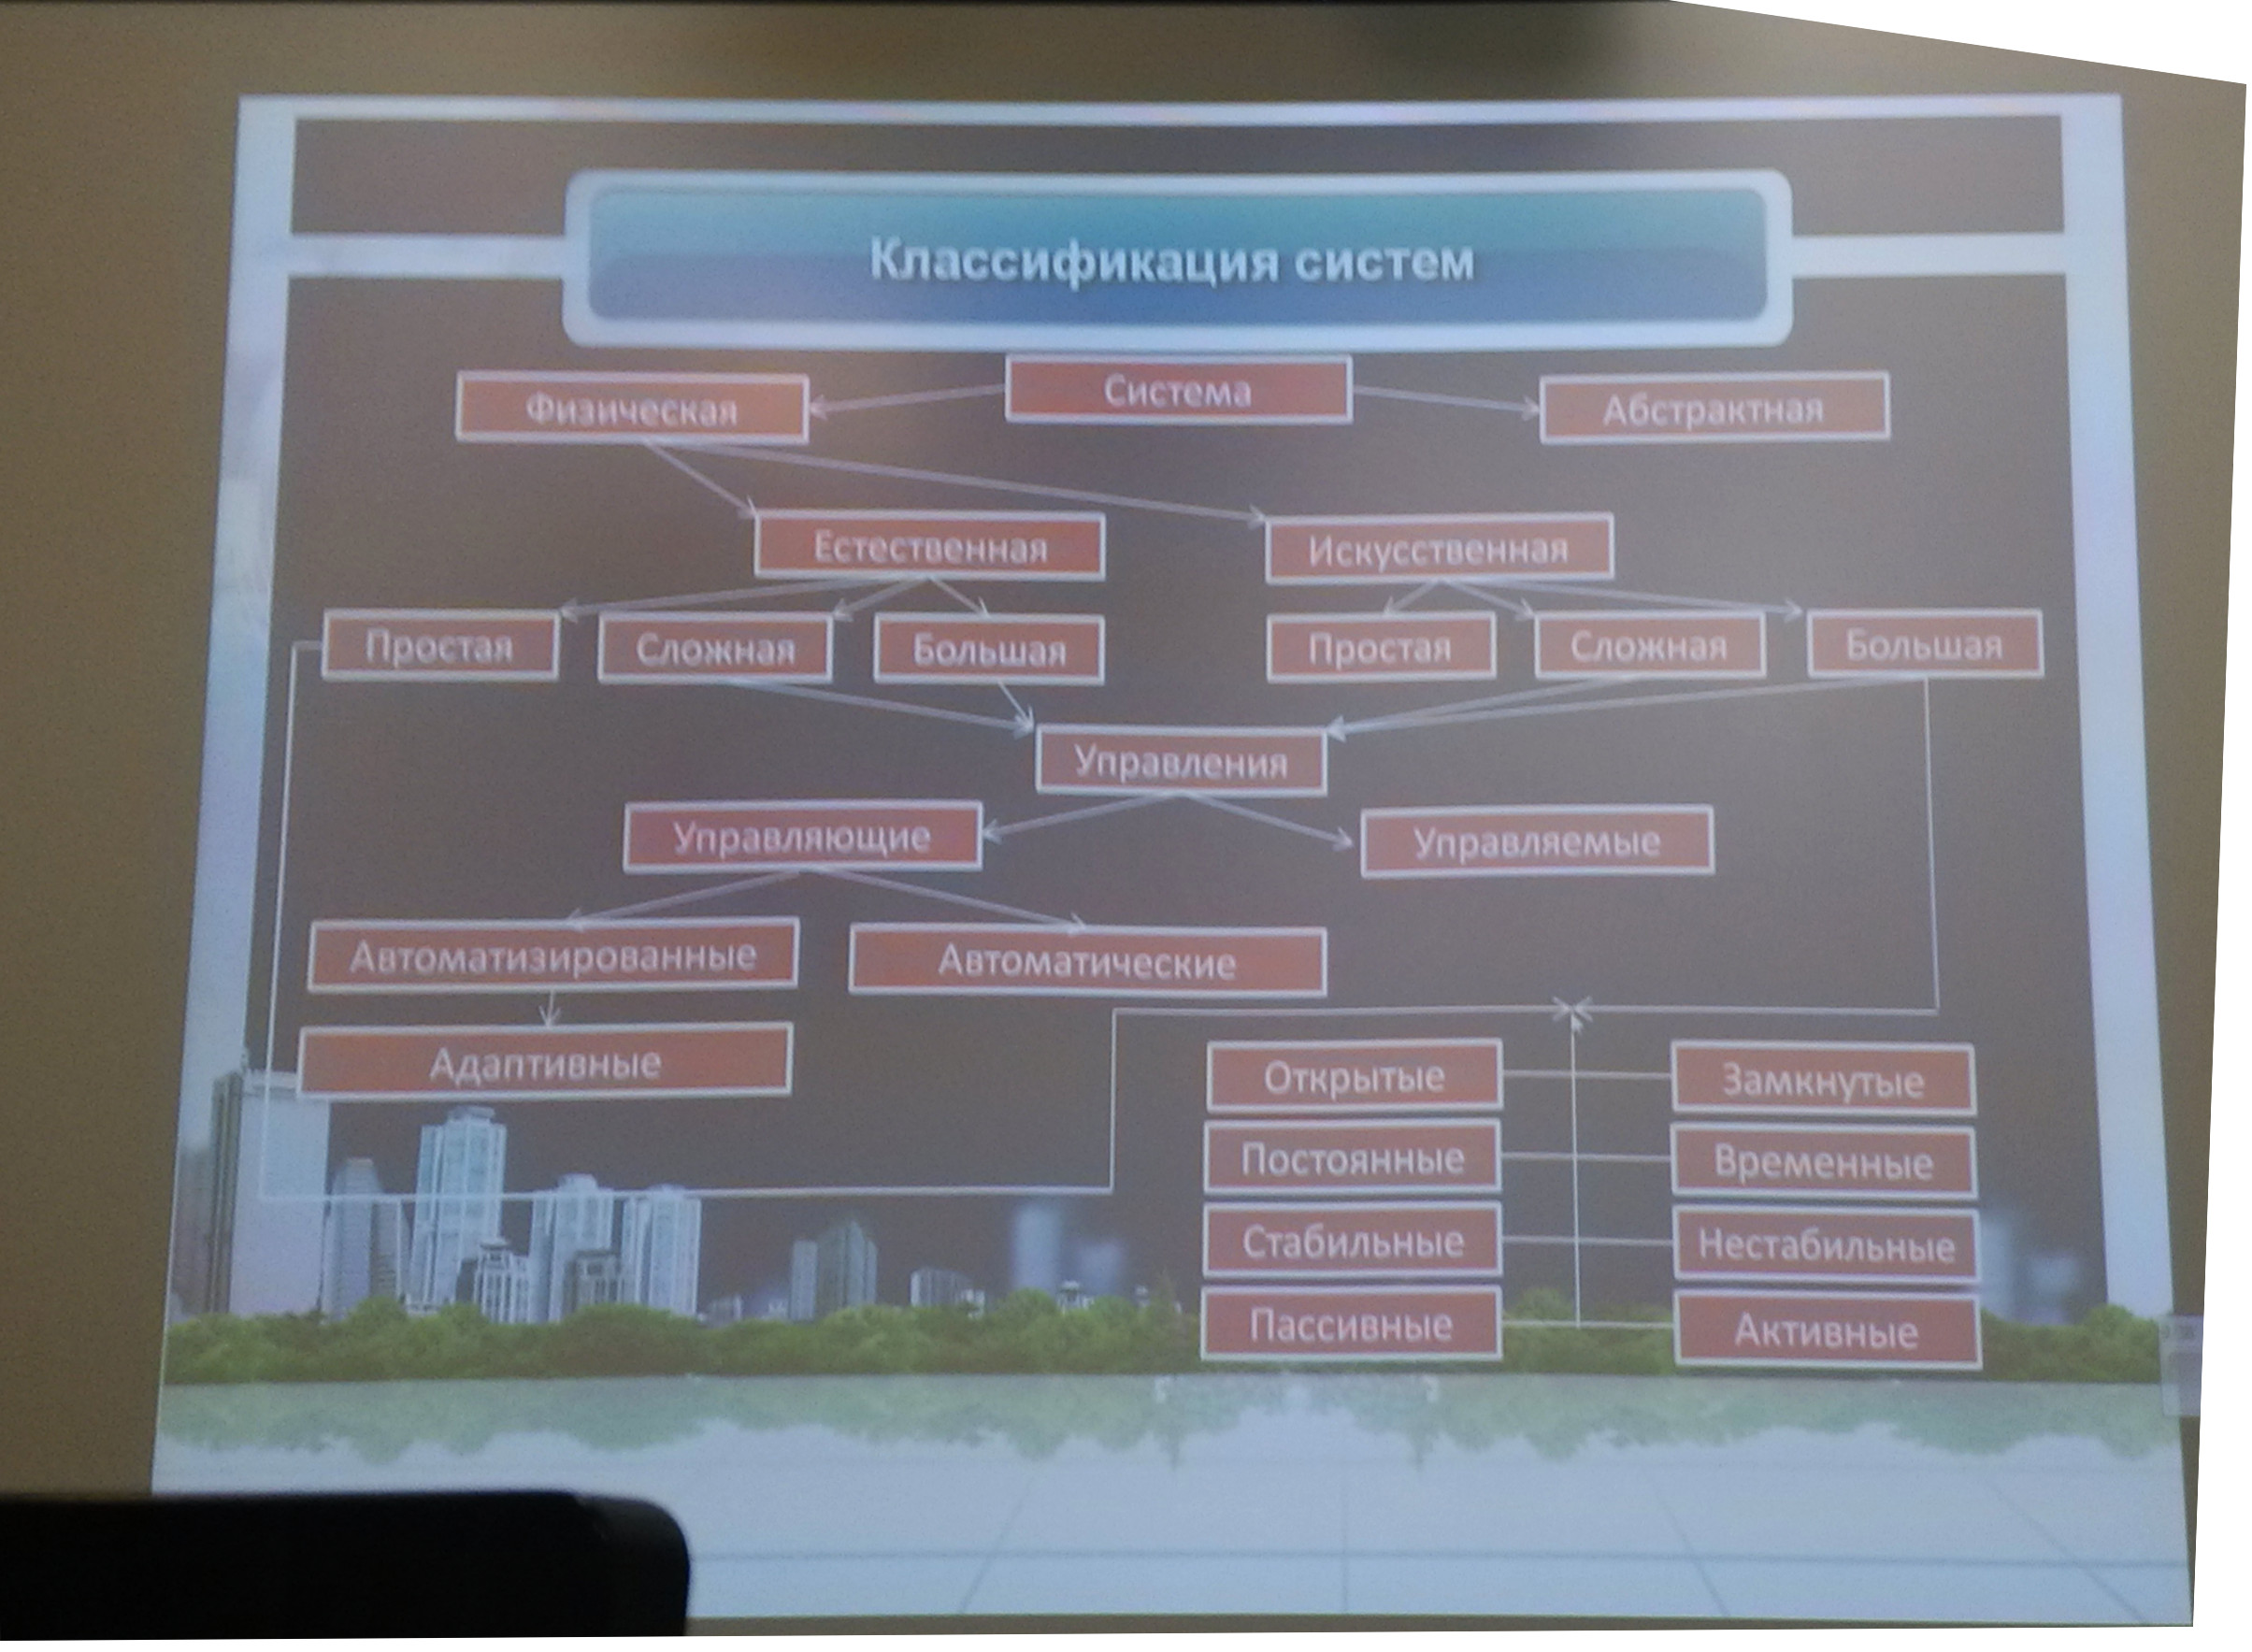 Классификация систем
Система
Физическая
Абстрактная
Естественная
Искусственная
Простая
Сложная
Большая
Простая
Сложная
Большая
Управления
Управляющие
Управляемые
Автоматизированные
Автоматические
Адаптивные
Открытые
Замкнутые
Постоянные
Временные
Стабильные
Нестабильные
Пассивные
Активные